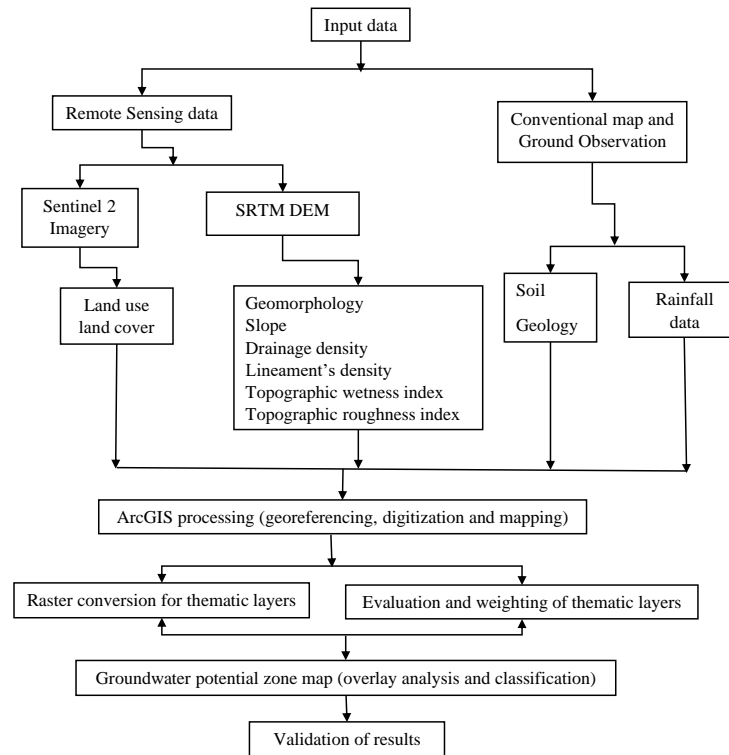 Input data
Remote Sensing data
Conventional map and
Ground Observation
Sentinel 2
Imagery
SRTM DEM
Land use
land cover
Geomorphology
Slope
Drainage density
Lineament's density
Topographic wetness index
Topographic roughness index
Soil
Geology
Rainfall
data
ArcGIS processing (georeferencing, digitization and mapping)
Raster conversion for thematic layers
Evaluation and weighting of thematic layers
Groundwater potential zone map (overlay analysis and classification)
Validation of results